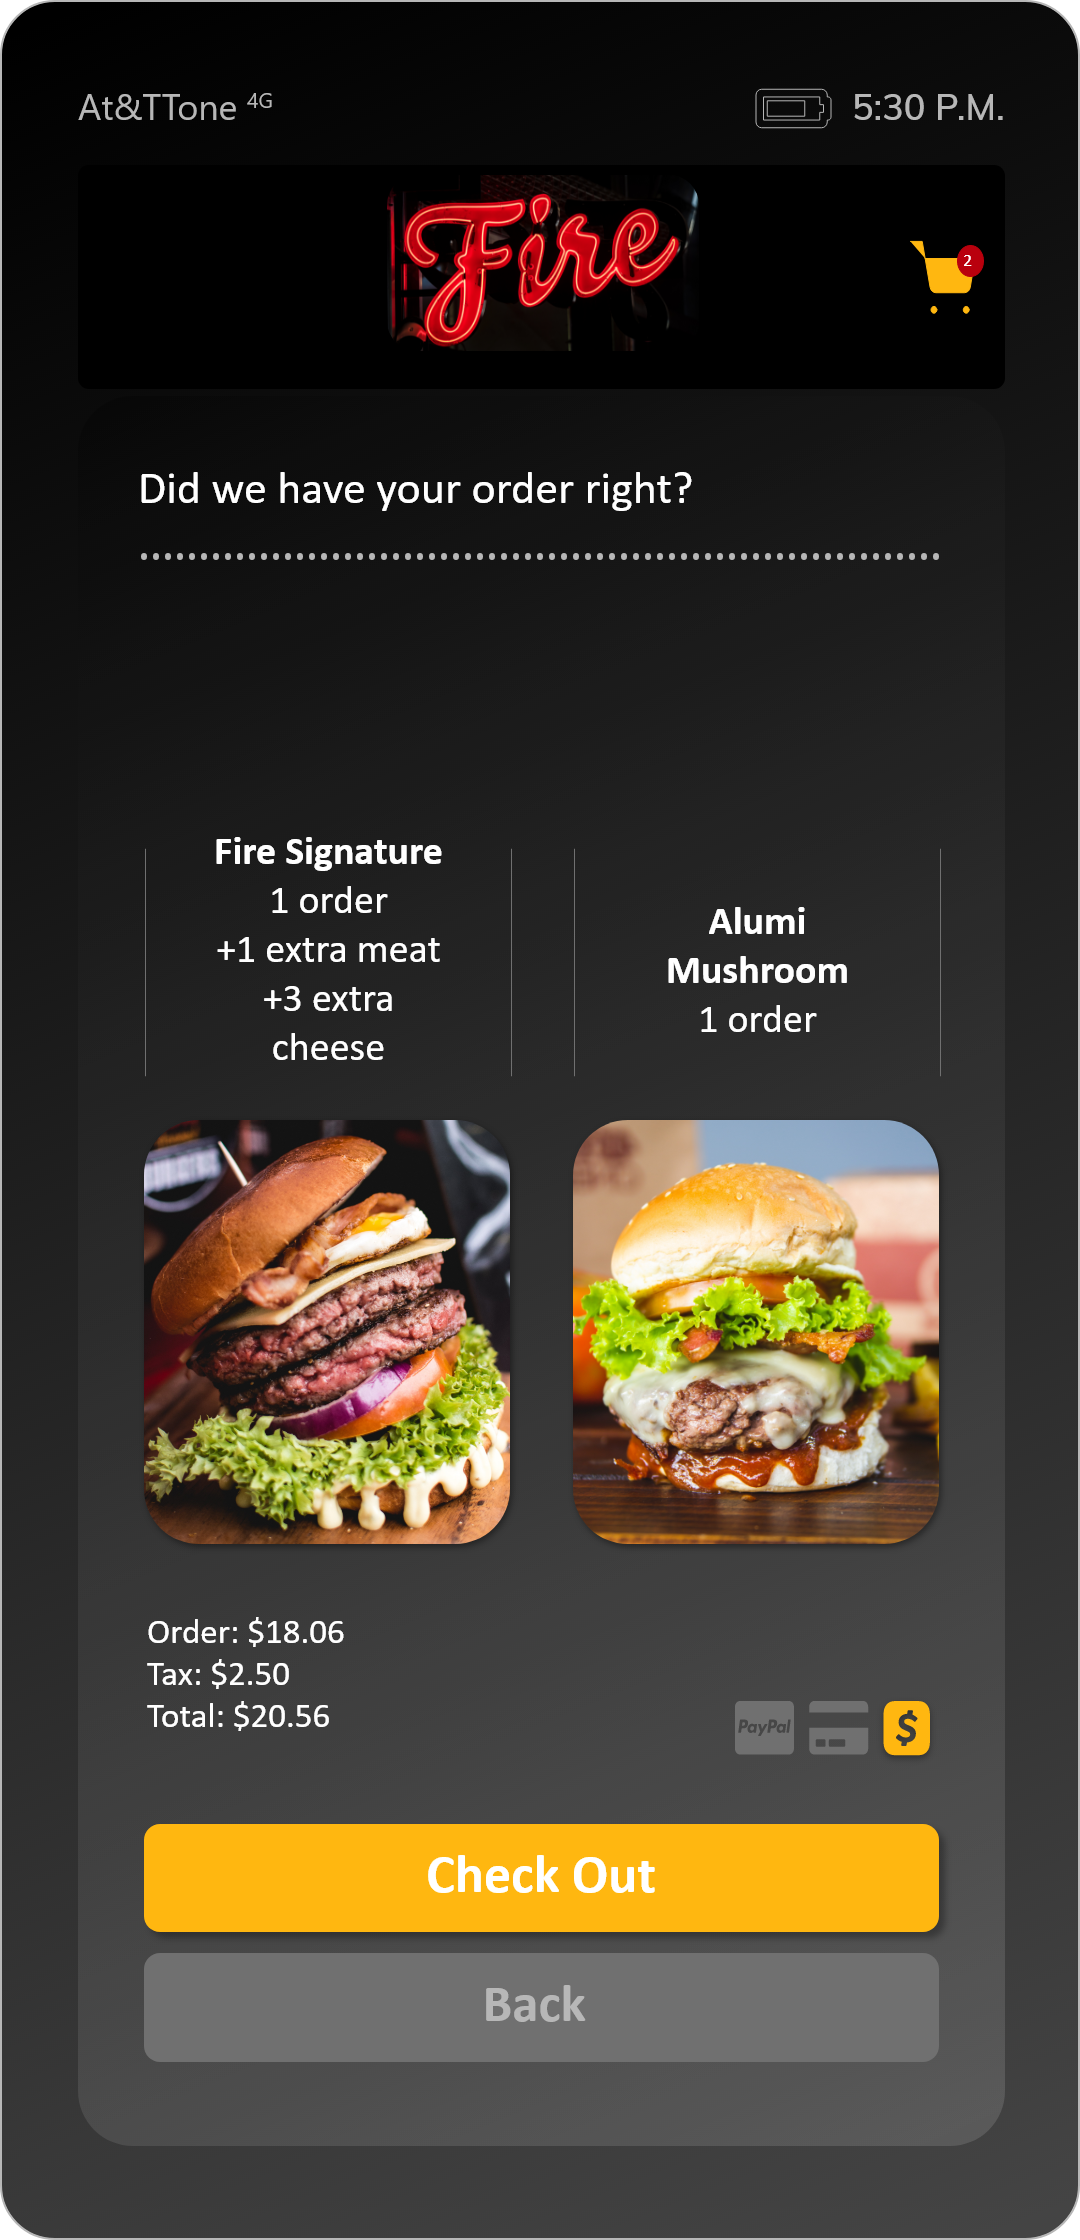 At&TTone 4G
5:30 P.M.
Fire
2
Did we have your order right?
Fire Signature
1 order
+1 extra meat
+3 extra
cheese
Alumi
Mushroom
1 order
Order: $18.06
Tax: $2.50
Total: $20.56
PayPal
$
Check Out
Back